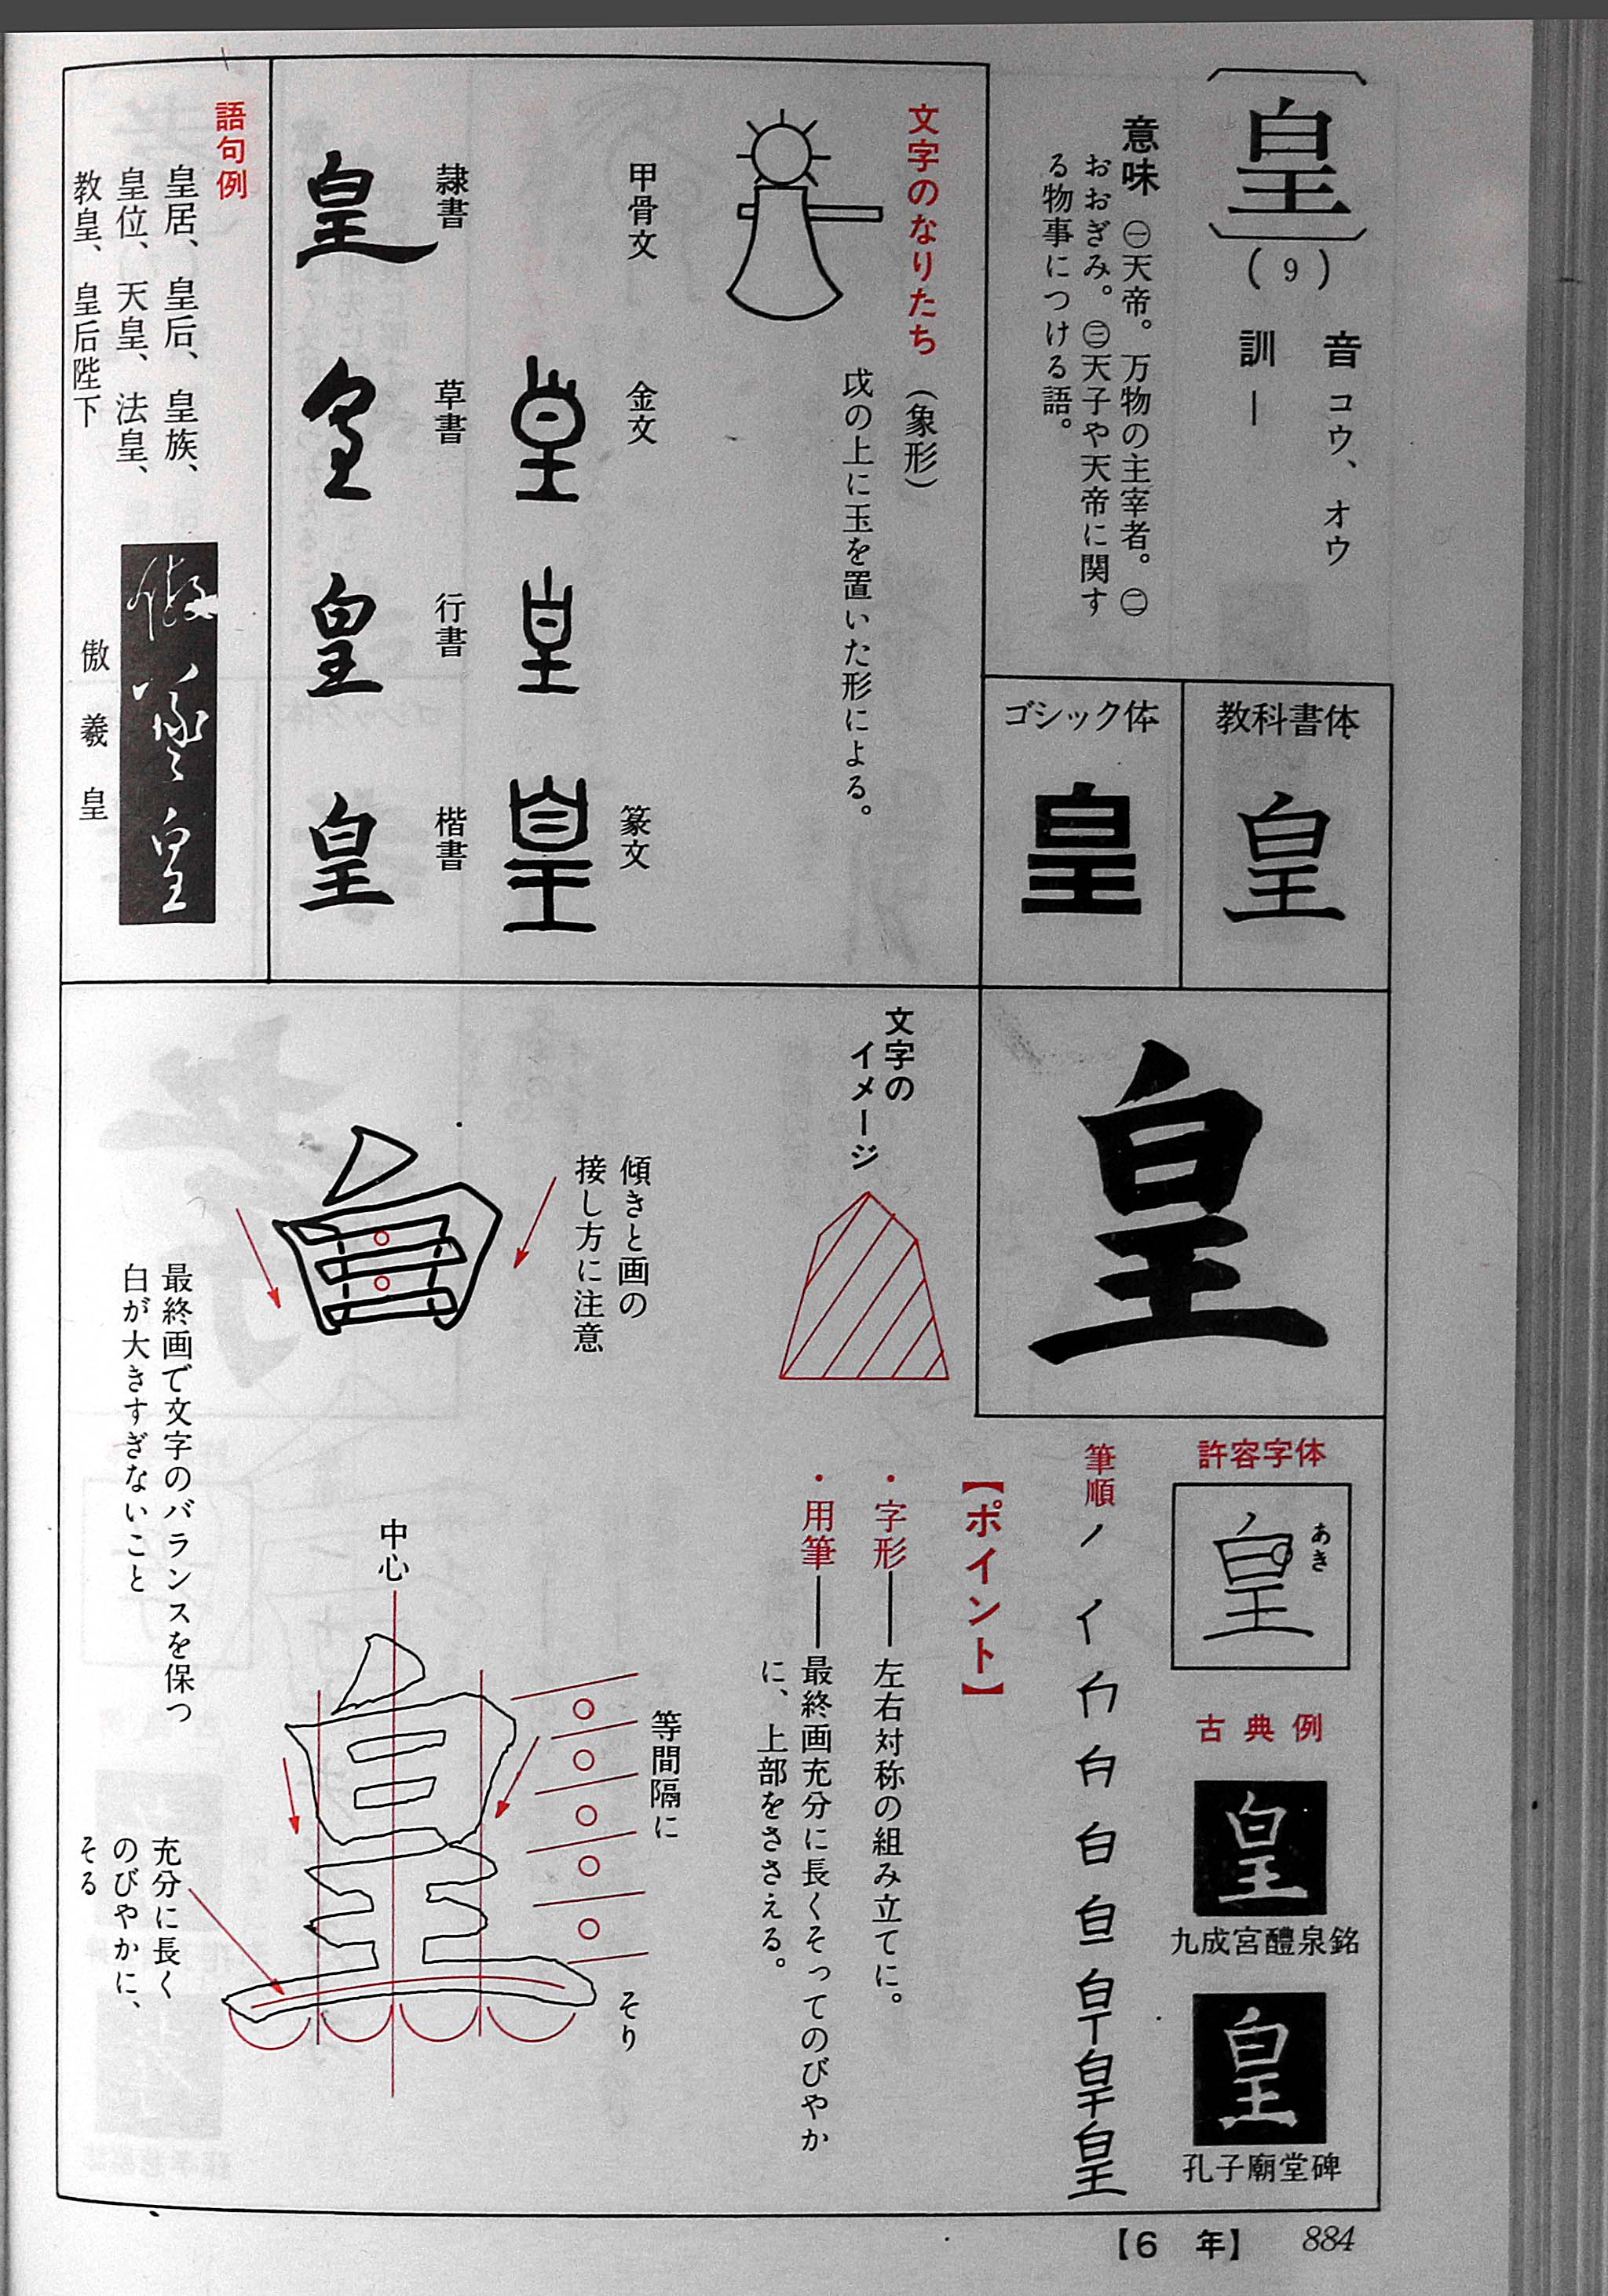 皇
(9)
音 コウ、オウ
訓 ―
意味 ㊀天帝。万物の主宰者。㊁
おおぎみ。㊂天子や天帝に関す
る物事につける語。
教科書体
皇
ゴシック体
皇
文字のなりたち (象形)
戉の上に玉を置いた形による。
甲骨文
金文
篆文
皇
皇
皇
隷書
草書
行書
楷書
皇
皇
皇
皇
語句例
皇居、皇后、皇族、
皇位、天皇、法皇、
教皇、皇后陛下
傲羲皇
傲 羲 皇
皇
文字の
イメージ
傾きと画の
接し方に注意
最終画で文字のバランスを保つ
白が大きすぎないこと
許容字体
あき
皇
古典例
皇
九成宮醴泉銘
皇
孔子廟堂碑
筆順
皇
【ポイント】
・字形――左右対称の組み立てに。
・用筆――最終画充分に長くそってのびやか
に、上部をささえる。
等間隔に
中心
そり
充分に長く
のびやかに、
そる
【6 年】 884